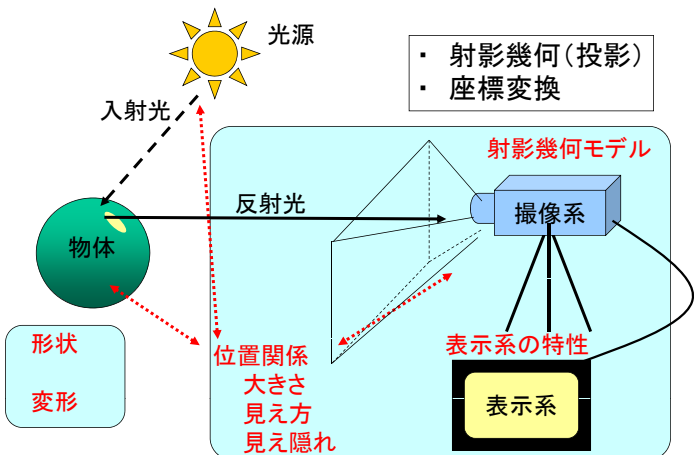 光源
・ 射影幾何(投影)
・ 座標変換
入射光
射影幾何モデル
反射光
撮像系
物体
形状
変形
位置関係
大きさ
見え方
見え隠れ
表示系の特性
表示系